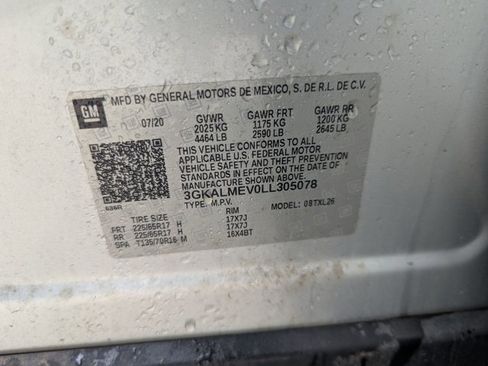 GM
MFD BY GENERAL MOTORS DE MEXICO, S. DE R.L. DE C.V.
07/20 GVWR GAWR FRT GAWR RR
2025 KG 1175 KG 1200 KG
4464 LB 2590 LB 2645 LB
THIS VEHICLE CONFORMS TO ALL
APPLICABLE U.S. FEDERAL MOTOR
VEHICLE SAFETY AND THEFT PREVENTION
STANDARDS IN EFFECT ON THE DATE OF
MANUFACTURE SHOWN ABOVE.
3GKALMEV0LL305078
TYPE: M.P.V. MODEL: 08TXL26
TIRE SIZE RIM
FRT 225/65R17 H 17X7J
RR 225/65R17 H 17X7J
SPA T135/70R16 M 16X4BT